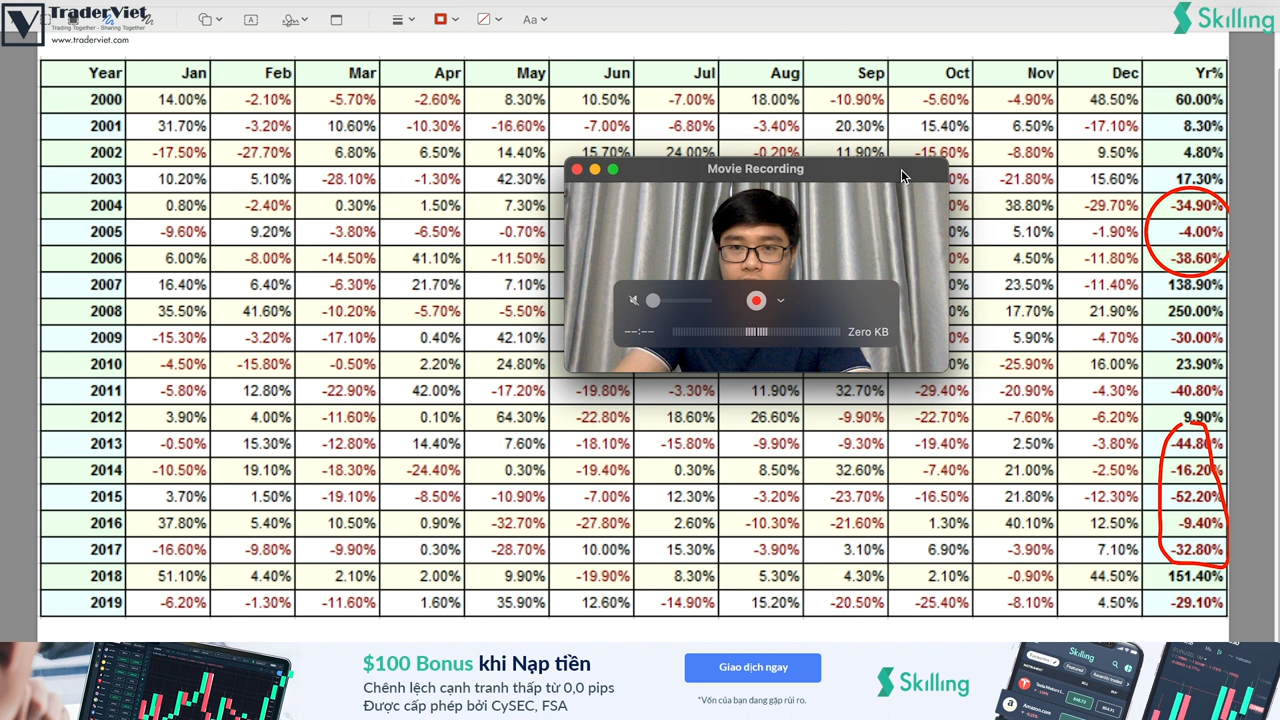 TraderViet
Trading Together - Sharing Together
www.traderviet.com
Aa
Skilling
Year Jan Feb Mar Apr May Jun Jul Aug Sep Oct Nov Dec Yr%
2000 14.00% -2.10% -5.70% -2.60% 8.30% 10.50% -7.00% 18.00% -10.90% -5.60% -4.90% 48.50% 60.00%
2001 31.70% -3.20% 10.60% -10.30% -16.60% -7.00% -6.80% -3.40% 20.30% 15.40% 6.50% -17.10% 8.30%
2002 -17.50% -27.70% 6.80% 6.50% 14.40% 15.70% 24.00% -0.20% 11.90% -15.60% -8.80% 9.50% 4.80%
Movie Recording
2003 10.20% 5.10% -28.10% -1.30% 42.30% -21.80% 15.60% 17.30%
2004 0.80% -2.40% 0.30% 1.50% 7.30% 38.80% -29.70% -34.90%
2005 -9.60% 9.20% -3.80% -6.50% -0.70% 5.10% -1.90% -4.00%
2006 6.00% -8.00% -14.50% 41.10% -11.50% 4.50% -11.80% -38.60%
2007 16.40% 6.40% -6.30% 21.70% 7.10% 23.50% -11.40% 138.90%
2008 35.50% 41.60% -10.20% -5.70% -5.50% 17.70% 21.90% 250.00%
--:-- Zero KB
2009 -15.30% -3.20% -17.10% 0.40% 42.10% 5.90% -4.70% -30.00%
2010 -4.50% -15.80% -0.50% 2.20% 24.80% -25.90% 16.00% 23.90%
2011 -5.80% 12.80% -22.90% 42.00% -17.20% -19.80% -3.30% 11.90% 32.70% -29.40% -20.90% -4.30% -40.80%
2012 3.90% 4.00% -11.60% 0.10% 64.30% -22.80% 18.60% 26.60% -9.90% -22.70% -7.60% -6.20% 9.90%
2013 -0.50% 15.30% -12.80% 14.40% 7.60% -18.10% -15.80% -9.90% -9.30% -19.40% 2.50% -3.80% -44.80%
2014 -10.50% 19.10% -18.30% -24.40% 0.30% -19.40% 0.30% 8.50% 32.60% -7.40% 21.00% -2.50% -16.20%
2015 3.70% 1.50% -19.10% -8.50% -10.90% -7.00% 12.30% -3.20% -23.70% -16.50% 21.80% -12.30% -52.20%
2016 37.80% 5.40% 10.50% 0.90% -32.70% -27.80% 2.60% -10.30% -21.60% 1.30% 40.10% 12.50% -9.40%
2017 -16.60% -9.80% -9.90% 0.30% -28.70% 10.00% 15.30% -3.90% 3.10% 6.90% -3.90% 7.10% -32.80%
2018 51.10% 4.40% 2.10% 2.00% 9.90% -19.90% 8.30% 5.30% 4.30% 2.10% -0.90% 44.50% 151.40%
2019 -6.20% -1.30% -11.60% 1.60% 35.90% 12.60% -14.90% 15.20% -20.50% -25.40% -8.10% 4.50% -29.10%
$100 Bonus khi Nạp tiền
Chênh lệch cạnh tranh thấp từ 0,0 pips
Được cấp phép bởi CySEC, FSA
Giao dịch ngay
*Vốn của bạn đang gặp rủi ro.
Skilling
Skilling
Amazon.com